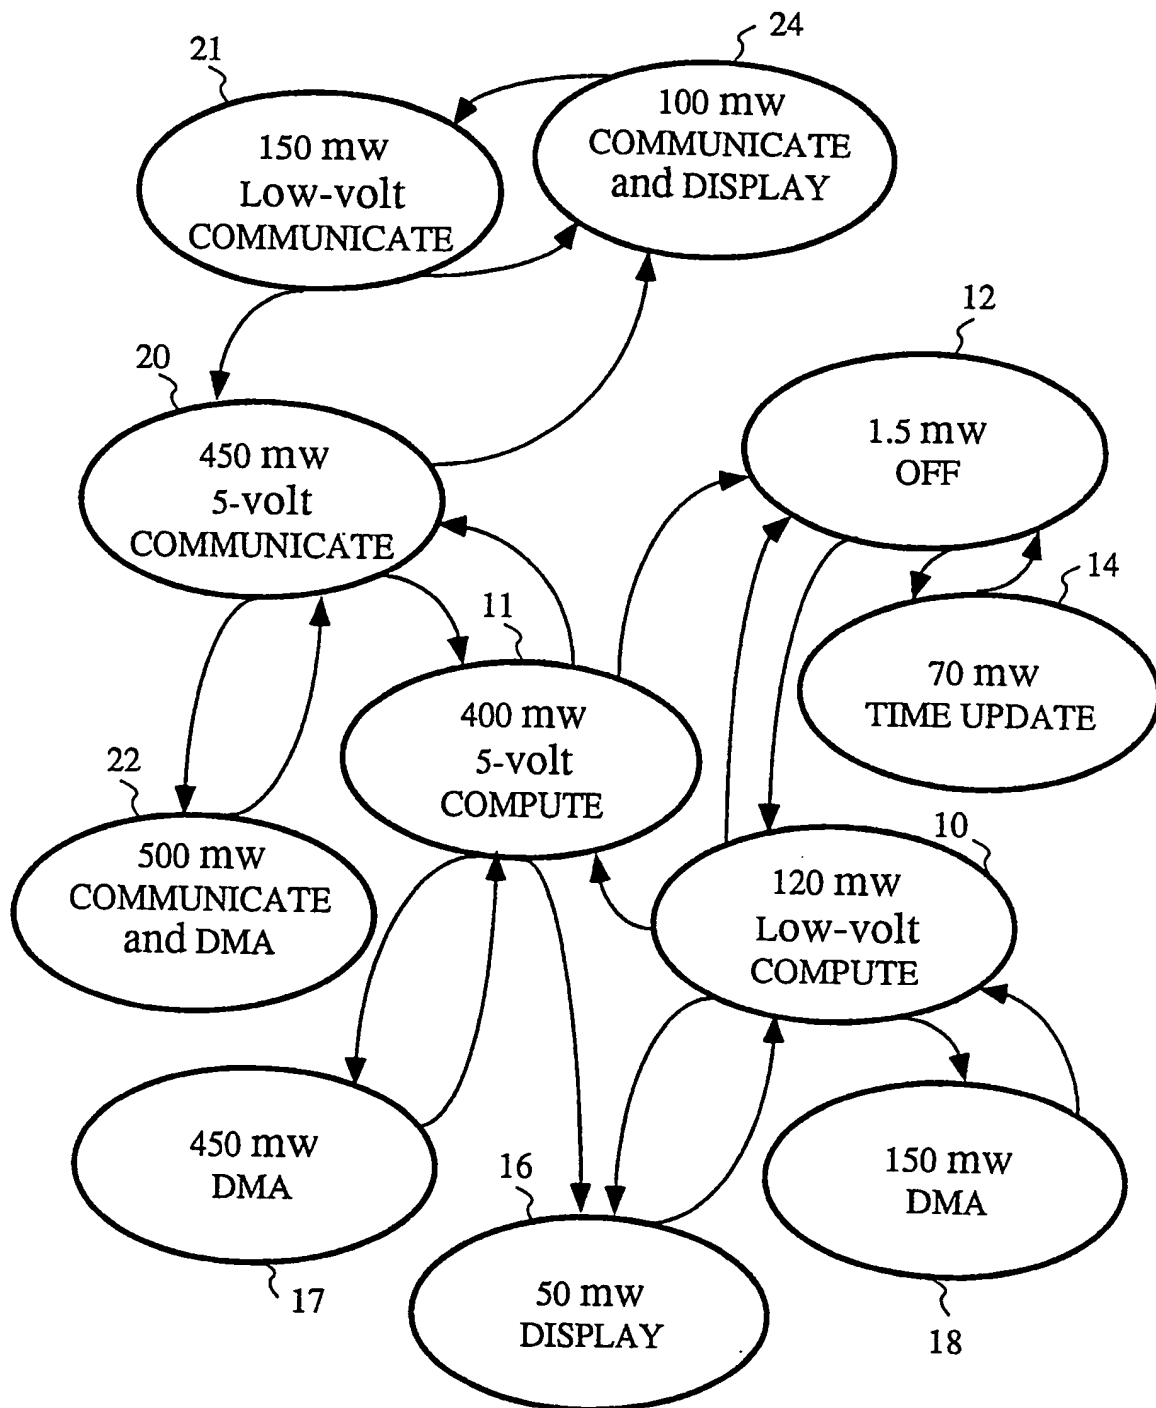 21
24
150 mw
Low-volt
COMMUNICATE
100 mw
COMMUNICATE
and DISPLAY
20
12
450 mw
5-volt
COMMUNICATE
1.5 mw
OFF
11
14
400 mw
5-volt
COMPUTE
70 mw
TIME UPDATE
22
10
500 mw
COMMUNICATE
and DMA
120 mw
Low-volt
COMPUTE
450 mw
DMA
16
150 mw
DMA
17
50 mw
DISPLAY
18